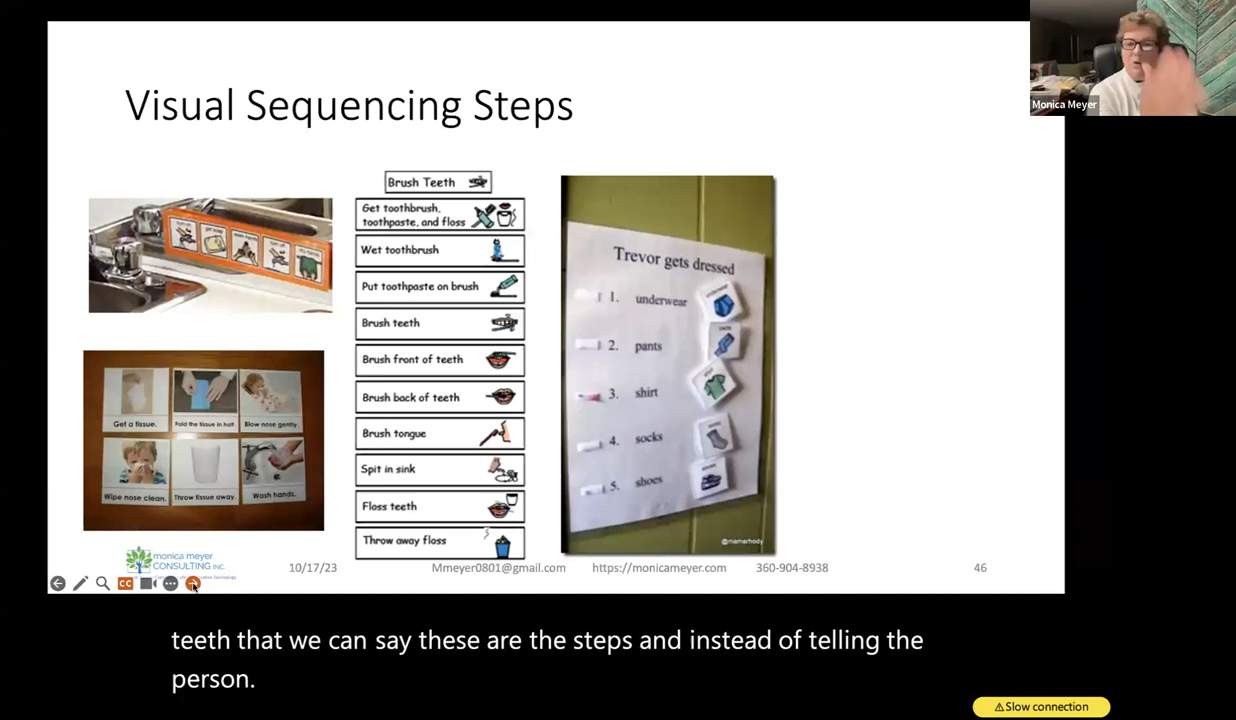 Visual Sequencing Steps
Monica Meyer
Brush Teeth
Get toothbrush,
toothpaste, and floss
Wet toothbrush
Put toothpaste on brush
Brush teeth
Brush front of teeth
Brush back of teeth
Brush tongue
Spit in sink
Floss teeth
Throw away floss
Get a tissue.
Fold the tissue in half.
Blow nose gently.
Wipe nose clean.
Throw tissue away.
Wash hands.
Trevor gets dressed
1. underwear
2. pants
3. shirt
4. socks
5. shoes
@mamarhody
monica meyer
CONSULTING INC.
10/17/23
Mmeyer0801@gmail.com
https://monicameyer.com
360-904-8938
46
CC
teeth that we can say these are the steps and instead of telling the
person.
Slow connection